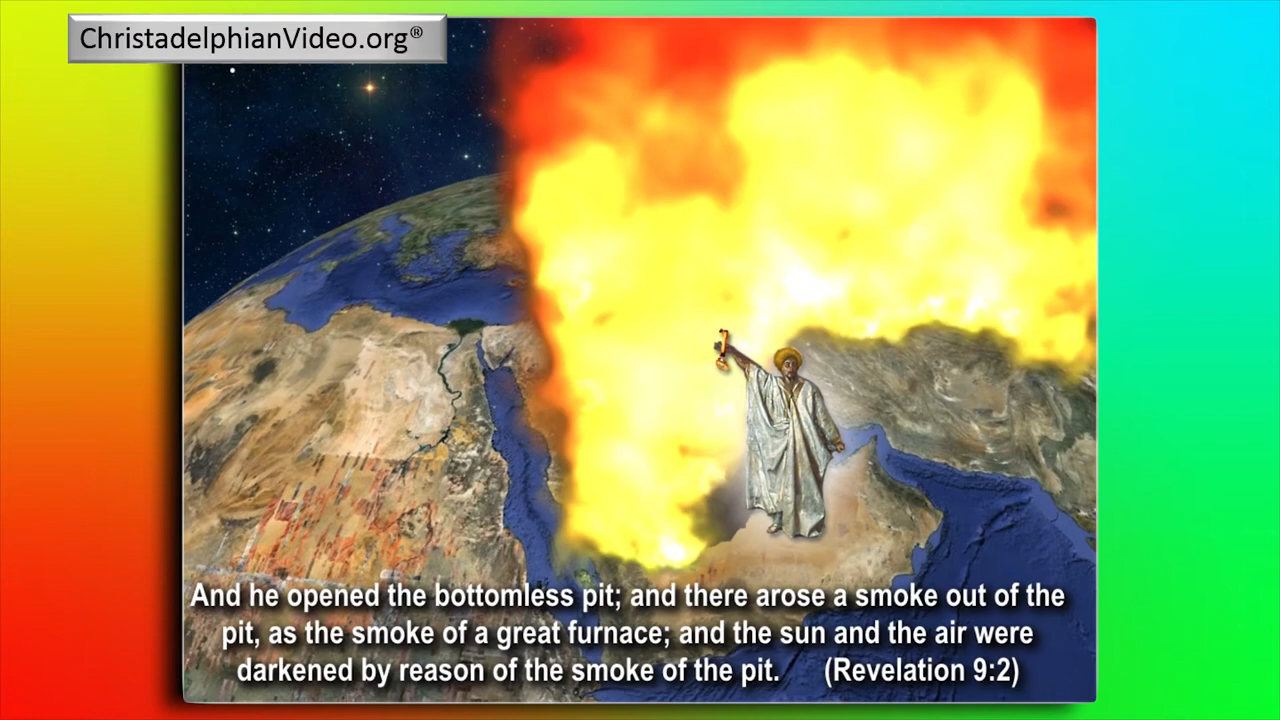 ChristadelphianVideo.org®
And he opened the bottomless pit; and there arose a smoke out of the
pit, as the smoke of a great furnace; and the sun and the air were
darkened by reason of the smoke of the pit. (Revelation 9:2)